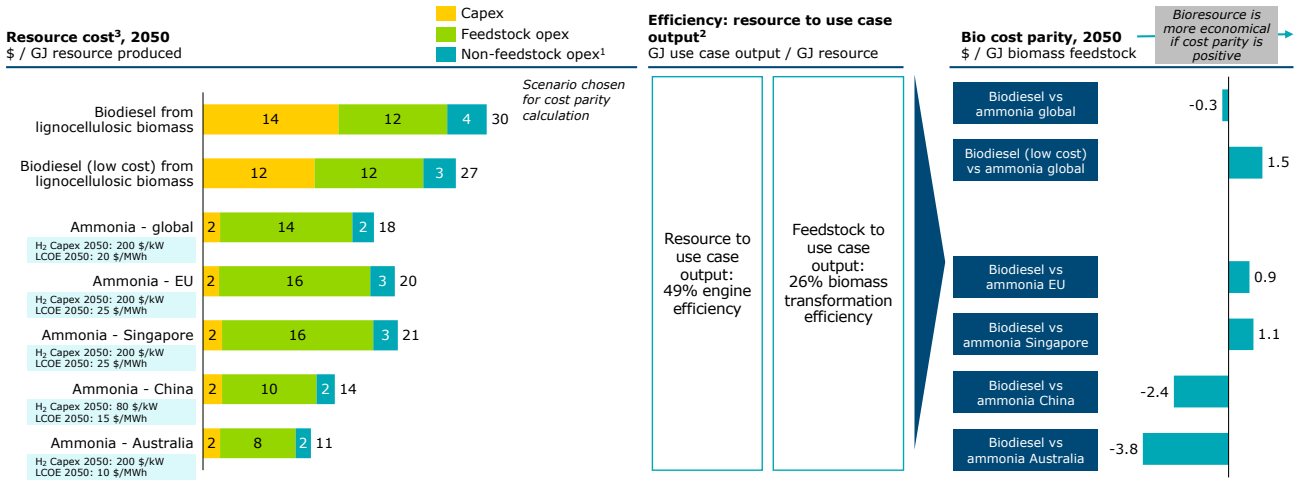 Resource cost³, 2050
$ / GJ resource produced
Capex
Feedstock opex
Non-feedstock opex¹
Scenario chosen
for cost parity
calculation
Biodiesel from
lignocellulosic biomass
14
12
4
30
Biodiesel (low cost) from
lignocellulosic biomass
12
12
3
27
Ammonia - global
2
14
2
18
H₂ Capex 2050: 200 $/kW
LCOE 2050: 20 $/MWh
Ammonia - EU
2
16
3
20
H₂ Capex 2050: 200 $/kW
LCOE 2050: 25 $/MWh
Ammonia - Singapore
2
16
3
21
H₂ Capex 2050: 200 $/kW
LCOE 2050: 25 $/MWh
Ammonia - China
2
10
2
14
H₂ Capex 2050: 80 $/kW
LCOE 2050: 15 $/MWh
Ammonia - Australia
2
8
2
11
H₂ Capex 2050: 200 $/kW
LCOE 2050: 10 $/MWh
Efficiency: resource to use case
output²
GJ use case output / GJ resource
Resource to
use case
output:
49% engine
efficiency
Feedstock to
use case
output:
26% biomass
transformation
efficiency
Bio cost parity, 2050
$ / GJ biomass feedstock
Bioresource is
more economical
if cost parity is
positive
Biodiesel vs
ammonia global
-0.3
Biodiesel (low cost)
vs ammonia global
1.5
Biodiesel vs
ammonia EU
0.9
Biodiesel vs
ammonia Singapore
1.1
Biodiesel vs
ammonia China
-2.4
Biodiesel vs
ammonia Australia
-3.8